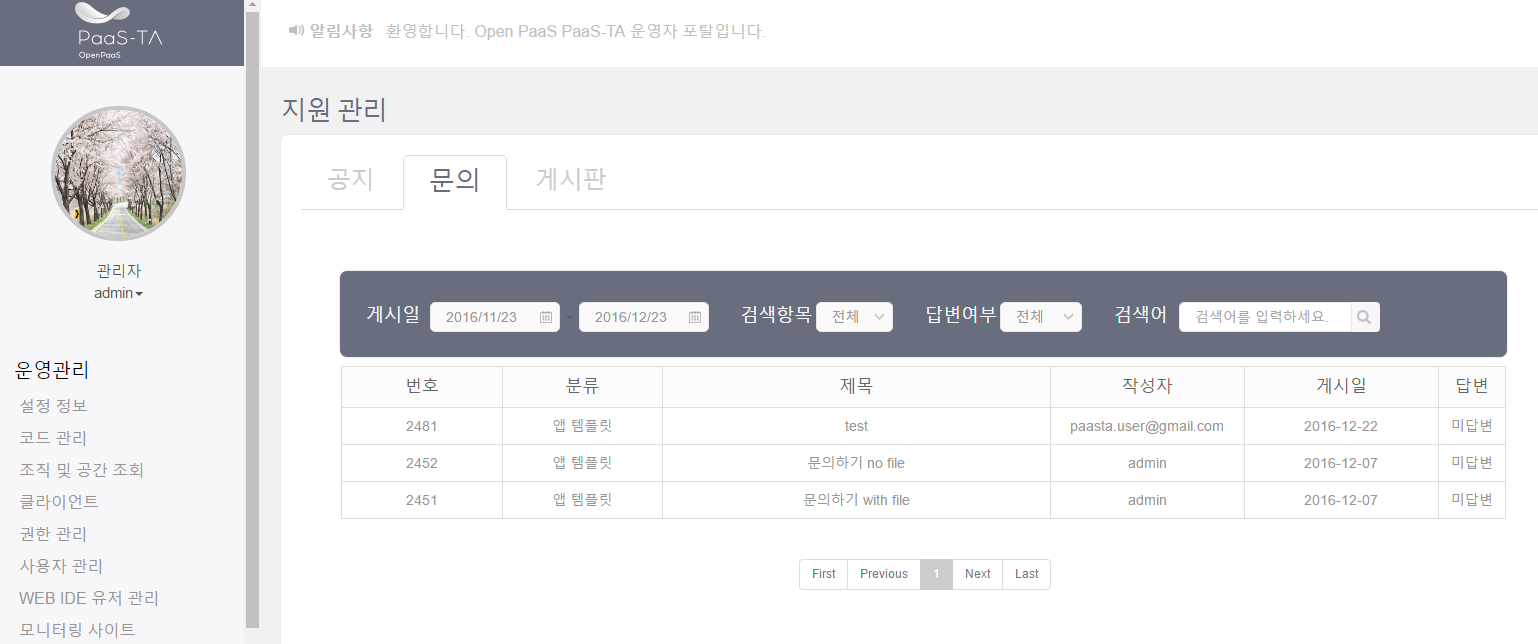 PaaS-TA
OpenPaaS
알림사항 환영합니다. Open PaaS PaaS-TA 운영자 포탈입니다.
관리자
admin
운영관리
설정 정보
코드 관리
조직 및 공간 조회
클라이언트
권한 관리
사용자 관리
WEB IDE 유저 관리
모니터링 사이트
지원 관리
공지 문의 게시판
게시일 2016/11/23 - 2016/12/23 검색항목 전체 답변여부 전체 검색어 검색어를 입력하세요.
번호 분류 제목 작성자 게시일 답변
2481 앱 템플릿 test paasta.user@gmail.com 2016-12-22 미답변
2452 앱 템플릿 문의하기 no file admin 2016-12-07 미답변
2451 앱 템플릿 문의하기 with file admin 2016-12-07 미답변
First Previous 1 Next Last